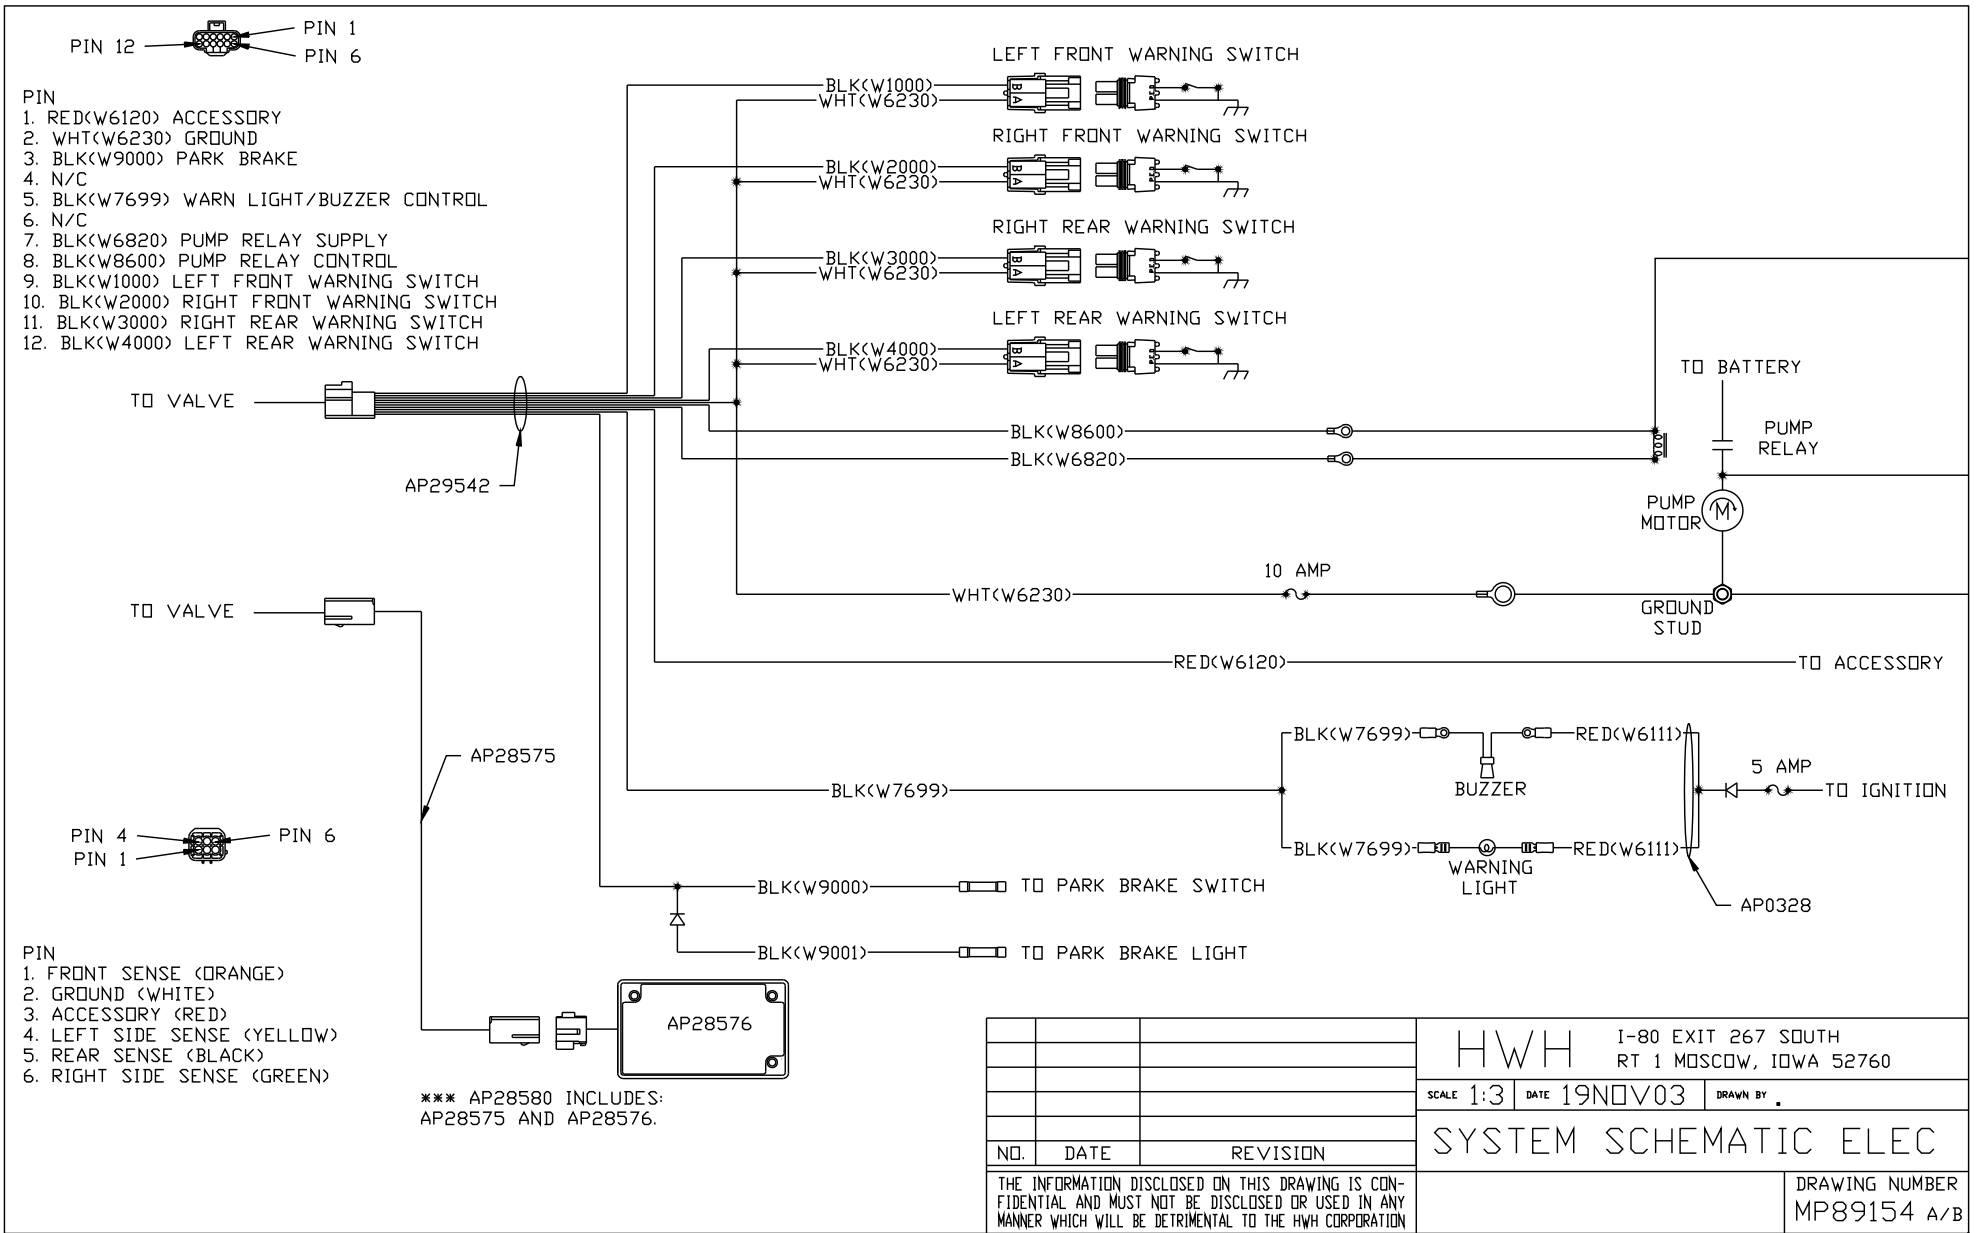 PIN 12
PIN 1
PIN 6
PIN
1. RED(W6120) ACCESSORY
2. WHT(W6230) GROUND
3. BLK(W9000) PARK BRAKE
4. N/C
5. BLK(W7699) WARN LIGHT/BUZZER CONTROL
6. N/C
7. BLK(W6820) PUMP RELAY SUPPLY
8. BLK(W8600) PUMP RELAY CONTROL
9. BLK(W1000) LEFT FRONT WARNING SWITCH
10. BLK(W2000) RIGHT FRONT WARNING SWITCH
11. BLK(W3000) RIGHT REAR WARNING SWITCH
12. BLK(W4000) LEFT REAR WARNING SWITCH
LEFT FRONT WARNING SWITCH
BLK(W1000)
WHT(W6230)
B
A
RIGHT FRONT WARNING SWITCH
BLK(W2000)
WHT(W6230)
B
A
RIGHT REAR WARNING SWITCH
BLK(W3000)
WHT(W6230)
B
A
LEFT REAR WARNING SWITCH
BLK(W4000)
WHT(W6230)
B
A
TO VALVE
AP29542
BLK(W8600)
BLK(W6820)
TO BATTERY
PUMP
RELAY
PUMP
MOTOR
M
10 AMP
WHT(W6230)
GROUND
STUD
TO VALVE
RED(W6120)
TO ACCESSORY
AP28575
BLK(W7699)
BLK(W7699)
BUZZER
RED(W6111)
5 AMP
TO IGNITION
BLK(W7699)
WARNING
LIGHT
RED(W6111)
AP0328
PIN 4
PIN 1
PIN 6
BLK(W9000)
TO PARK BRAKE SWITCH
BLK(W9001)
TO PARK BRAKE LIGHT
PIN
1. FRONT SENSE (ORANGE)
2. GROUND (WHITE)
3. ACCESSORY (RED)
4. LEFT SIDE SENSE (YELLOW)
5. REAR SENSE (BLACK)
6. RIGHT SIDE SENSE (GREEN)
AP28576
*** AP28580 INCLUDES:
AP28575 AND AP28576.
NO. DATE REVISION
THE INFORMATION DISCLOSED ON THIS DRAWING IS CON-
FIDENTIAL AND MUST NOT BE DISCLOSED OR USED IN ANY
MANNER WHICH WILL BE DETRIMENTAL TO THE HWH CORPORATION
HWH
I-80 EXIT 267 SOUTH
RT 1 MOSCOW, IOWA 52760
SCALE 1:3 DATE 19NOV03 DRAWN BY .
SYSTEM SCHEMATIC ELEC
DRAWING NUMBER
MP89154 A/B